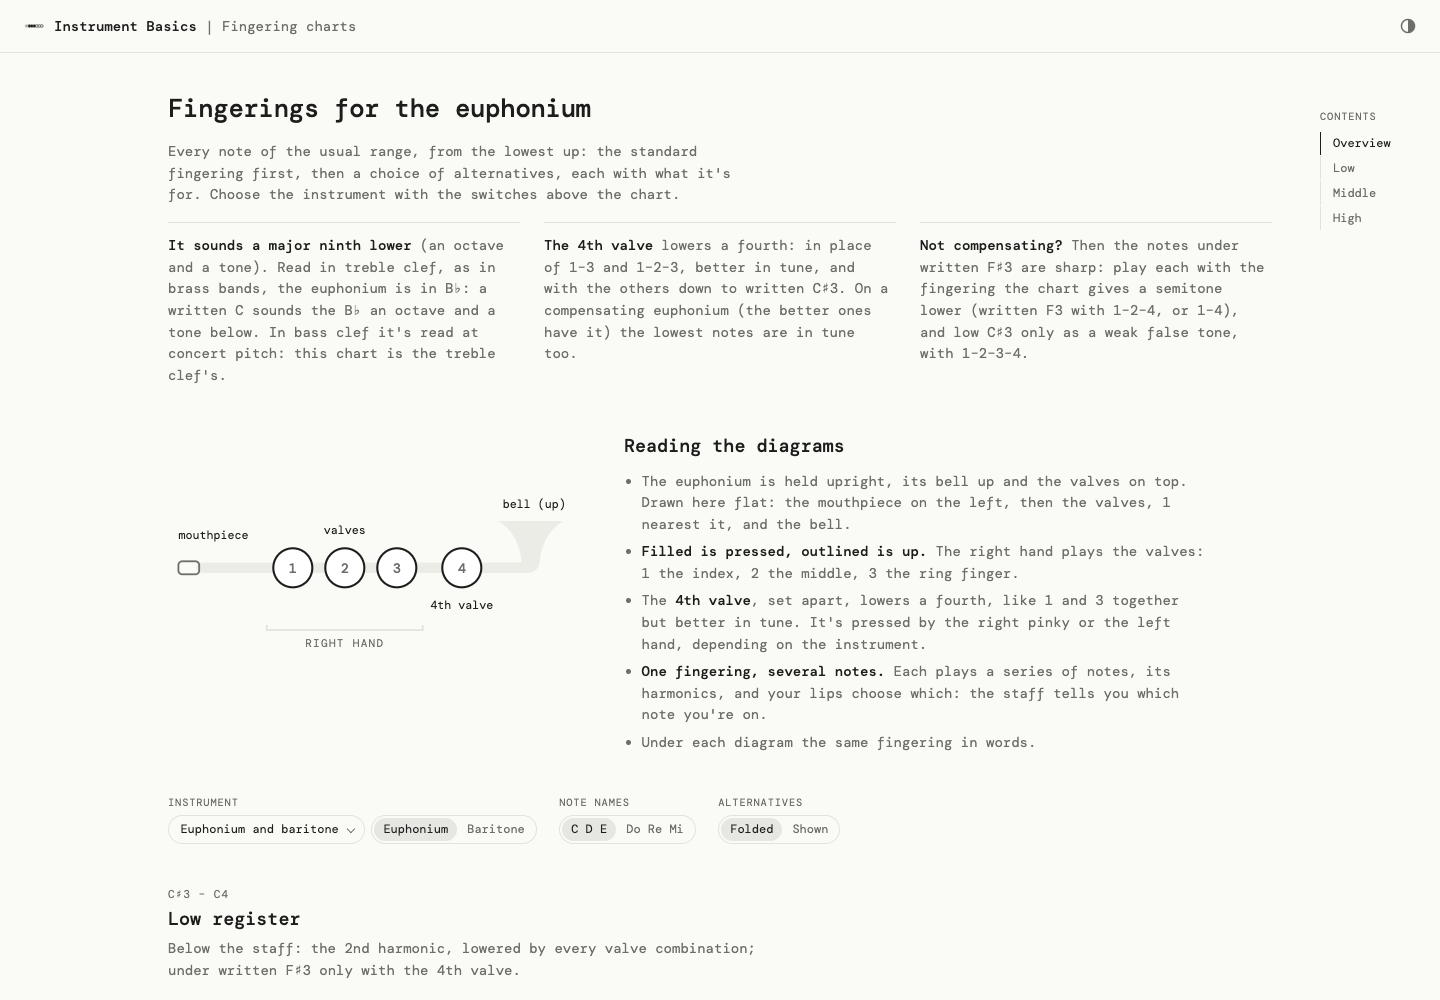 Instrument Basics | Fingering charts
Fingerings for the euphonium
Every note of the usual range, from the lowest up: the standard
fingering first, then a choice of alternatives, each with what it's
for. Choose the instrument with the switches above the chart.
CONTENTS
Overview
Low
Middle
High
It sounds a major ninth lower (an octave
and a tone). Read in treble clef, as in
brass bands, the euphonium is in B♭: a
written C sounds the B♭ an octave and a
tone below. In bass clef it's read at
concert pitch: this chart is the treble
clef's.
The 4th valve lowers a fourth: in place
of 1-3 and 1-2-3, better in tune, and
with the others down to written C♯3. On a
compensating euphonium (the better ones
have it) the lowest notes are in tune
too.
Not compensating? Then the notes under
written F♯3 are sharp: play each with the
fingering the chart gives a semitone
lower (written F3 with 1-2-4, or 1-4),
and low C♯3 only as a weak false tone,
with 1-2-3-4.
mouthpiece
valves
bell (up)
1
2
3
4
4th valve
RIGHT HAND
Reading the diagrams
• The euphonium is held upright, its bell up and the valves on top.
Drawn here flat: the mouthpiece on the left, then the valves, 1
nearest it, and the bell.
• Filled is pressed, outlined is up. The right hand plays the valves:
1 the index, 2 the middle, 3 the ring finger.
• The 4th valve, set apart, lowers a fourth, like 1 and 3 together
but better in tune. It's pressed by the right pinky or the left
hand, depending on the instrument.
• One fingering, several notes. Each plays a series of notes, its
harmonics, and your lips choose which: the staff tells you which
note you're on.
• Under each diagram the same fingering in words.
INSTRUMENT
Euphonium and baritone
Euphonium Baritone
NOTE NAMES
C D E Do Re Mi
ALTERNATIVES
Folded Shown
C♯3 – C4
Low register
Below the staff: the 2nd harmonic, lowered by every valve combination;
under written F♯3 only with the 4th valve.